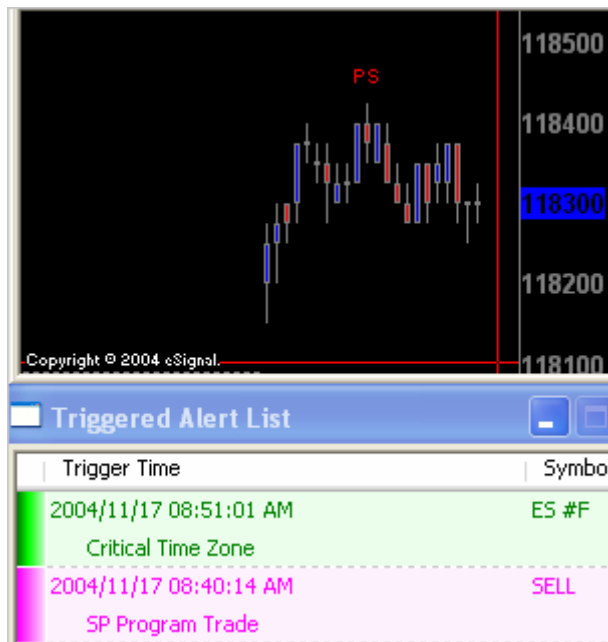 118500
PS
118400
118300
118200
Copyright © 2004 eSignal.
118100
Triggered Alert List
Trigger Time Symbo
2004/11/17 08:51:01 AM ES #F
Critical Time Zone
2004/11/17 08:40:14 AM SELL
SP Program Trade